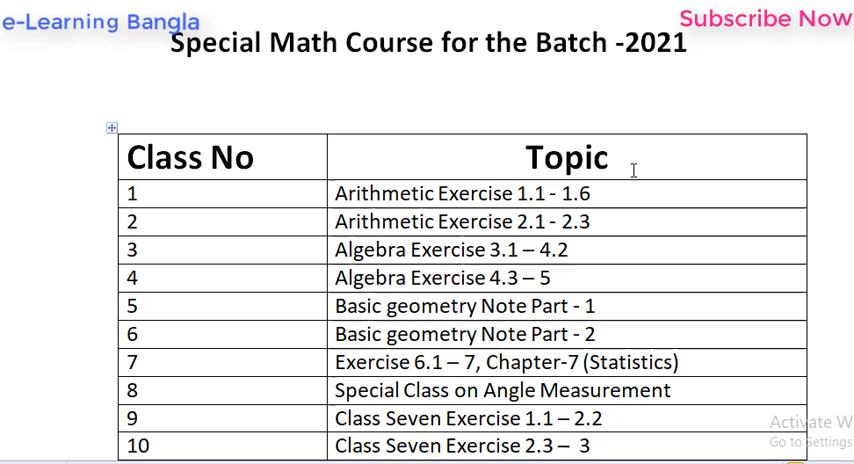 e-Learning Bangla
Subscribe Now
Special Math Course for the Batch -2021
Class No Topic
1 Arithmetic Exercise 1.1 - 1.6
2 Arithmetic Exercise 2.1 - 2.3
3 Algebra Exercise 3.1 – 4.2
4 Algebra Exercise 4.3 – 5
5 Basic geometry Note Part - 1
6 Basic geometry Note Part - 2
7 Exercise 6.1 – 7, Chapter-7 (Statistics)
8 Special Class on Angle Measurement
9 Class Seven Exercise 1.1 – 2.2
10 Class Seven Exercise 2.3 – 3
Activate W
Go to Settings